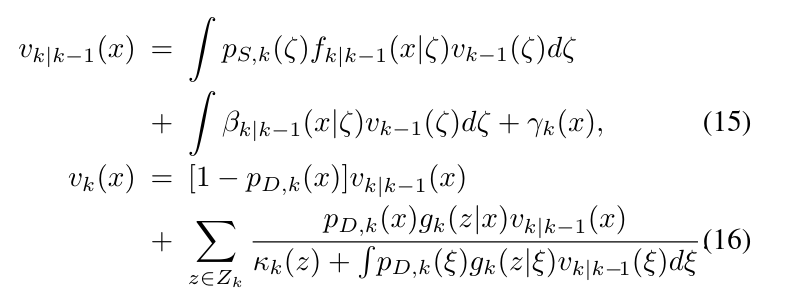 v_{k|k−1}(x) = ∫ p_{S,k}(ζ) f_{k|k−1}(x|ζ) v_{k−1}(ζ)dζ
+ ∫ β_{k|k−1}(x|ζ) v_{k−1}(ζ)dζ + γ_k(x), (15)
v_k(x) = [1 − p_{D,k}(x)]v_{k|k−1}(x)
+ ∑_{z∈Z_k} \frac{p_{D,k}(x)g_k(z|x)v_{k|k−1}(x)}{κ_k(z) + ∫p_{D,k}(ξ)g_k(z|ξ)v_{k|k−1}(ξ)dξ}. (16)